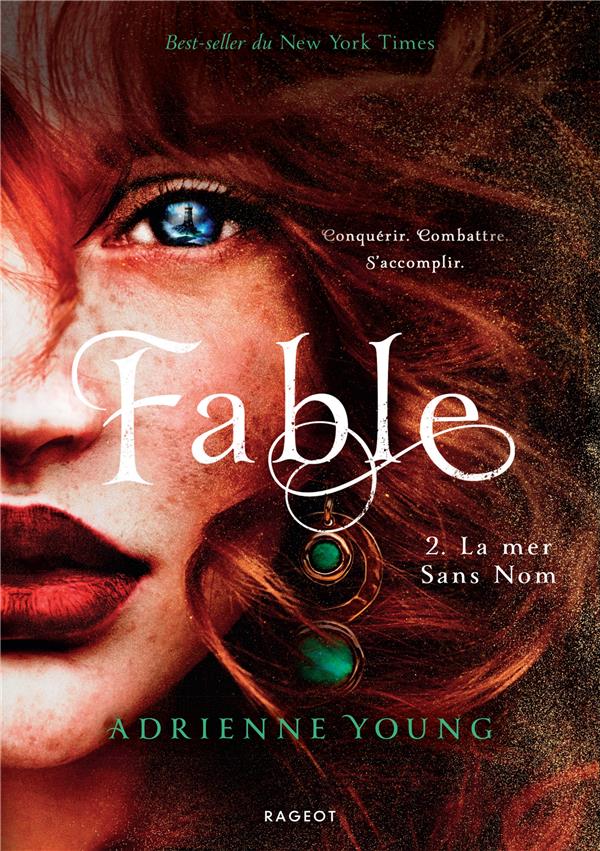 Best-seller du New York Times
Conquérir. Combattre.
S'accomplir.
Fable
2. La mer
Sans Nom
ADRIENNE YOUNG
RAGEOT